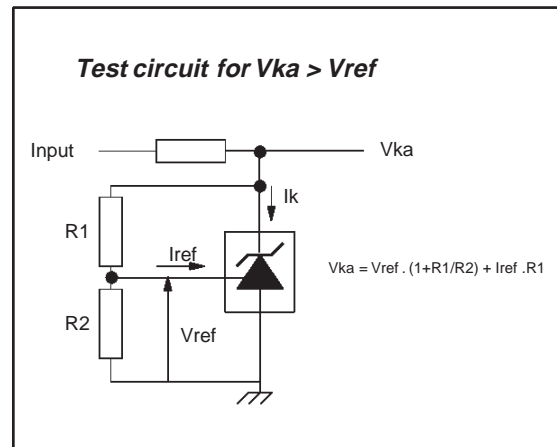 Test circuit for Vka > Vref
Input
Vka
Ik
R1
Iref
Vka = Vref . (1+R1/R2) + Iref .R1
R2
Vref